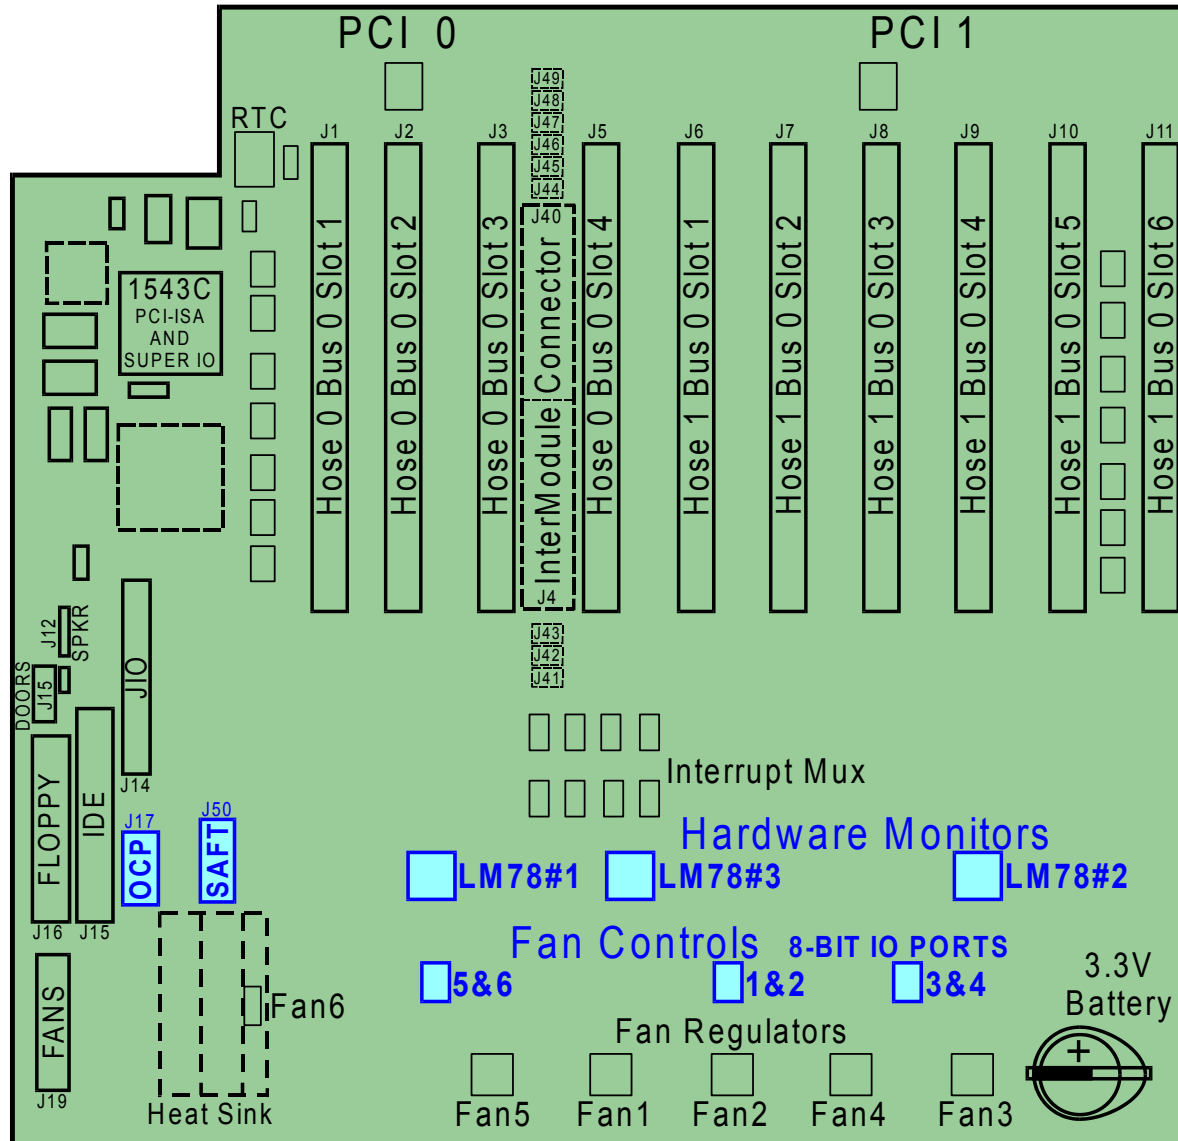 PCI 0
PCI 1
J49
J48
J47
J46
J45
J44
RTC
J1
J2
J3
J5
J6
J7
J8
J9
J10
J11
Hose 0 Bus 0 Slot 1
Hose 0 Bus 0 Slot 2
Hose 0 Bus 0 Slot 3
J40
InterModule Connector
J4
Hose 0 Bus 0 Slot 4
Hose 1 Bus 0 Slot 1
Hose 1 Bus 0 Slot 2
Hose 1 Bus 0 Slot 3
Hose 1 Bus 0 Slot 4
Hose 1 Bus 0 Slot 5
Hose 1 Bus 0 Slot 6
1543C
PCI-ISA
AND
SUPER IO
J43
J42
J41
J12
SPKR
DOORS
J15
JIO
J14
FLOPPY
J16
IDE
J15
J17
OCP
J50
SAFT
Interrupt Mux
Hardware Monitors
LM78#1
LM78#3
LM78#2
Fan Controls
8-BIT IO PORTS
5&6
1&2
3&4
FANS
J19
Fan6
Heat Sink
Fan Regulators
Fan5
Fan1
Fan2
Fan4
Fan3
3.3V
Battery
+